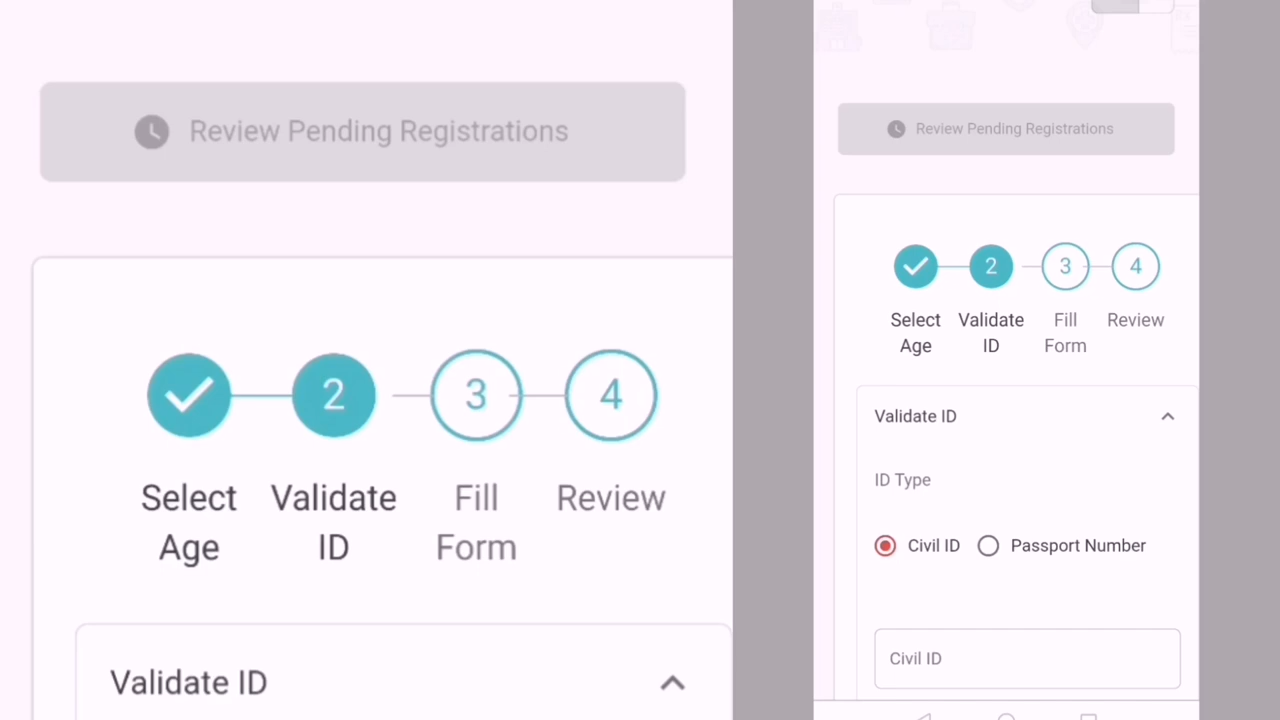 Review Pending Registrations
2
3
4
Select
Age
Validate
ID
Fill
Form
Review
Validate ID
Review Pending Registrations
2
3
4
Select
Age
Validate
ID
Fill
Form
Review
Validate ID
ID Type
Civil ID
Passport Number
Civil ID